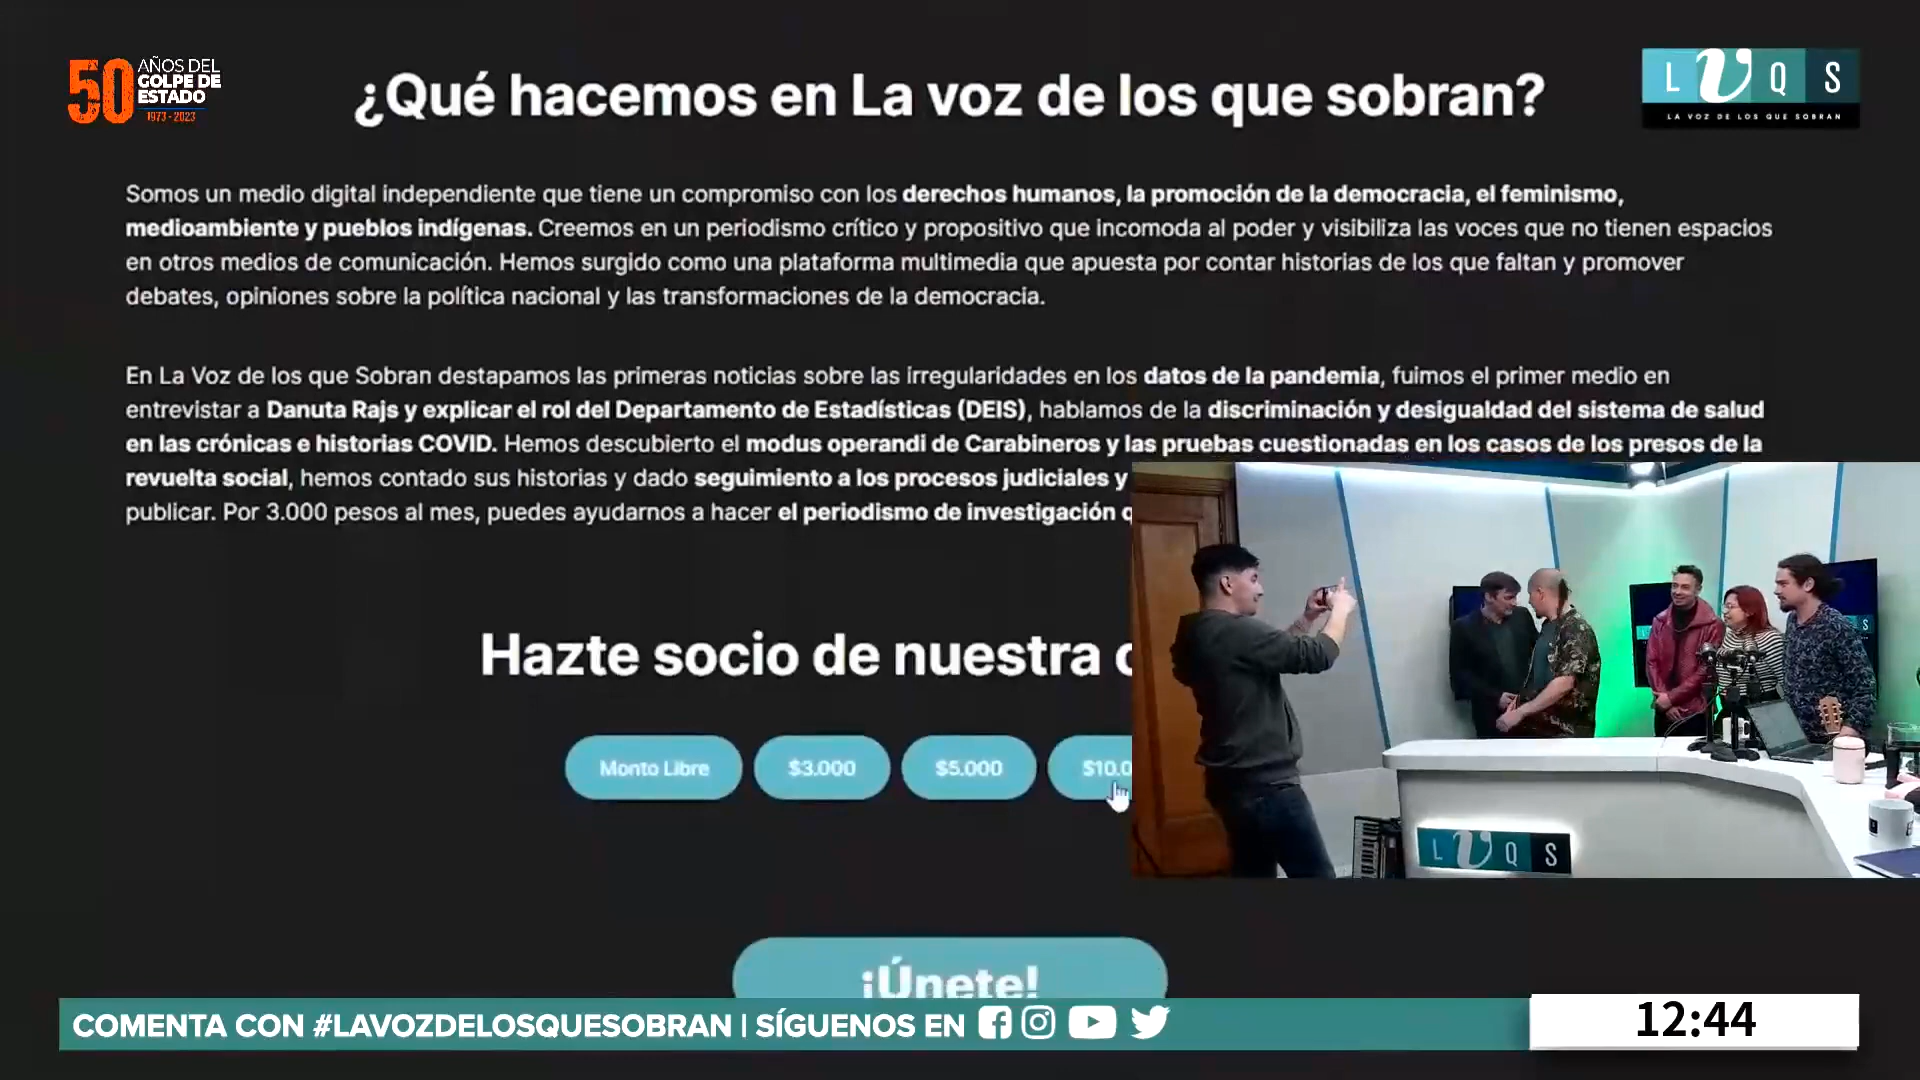 50 AÑOS DEL
GOLPE DE
ESTADO
1973 - 2023
¿Qué hacemos en La voz de los que sobran?
L V Q S
LA VOZ DE LOS QUE SOBRAN
Somos un medio digital independiente que tiene un compromiso con los derechos humanos, la promoción de la democracia, el feminismo,
medioambiente y pueblos indígenas. Creemos en un periodismo crítico y propositivo que incomoda al poder y visibiliza las voces que no tienen espacios
en otros medios de comunicación. Hemos surgido como una plataforma multimedia que apuesta por contar historias de los que faltan y promover
debates, opiniones sobre la política nacional y las transformaciones de la democracia.
En La Voz de los que Sobran destapamos las primeras noticias sobre las irregularidades en los datos de la pandemia, fuimos el primer medio en
entrevistar a Danuta Rajs y explicar el rol del Departamento de Estadísticas (DEIS), hablamos de la discriminación y desigualdad del sistema de salud
en las crónicas e historias COVID. Hemos descubierto el modus operandi de Carabineros y las pruebas cuestionadas en los casos de los presos de la
revuelta social, hemos contado sus historias y dado seguimiento a los procesos judiciales y
publicar. Por 3.000 pesos al mes, puedes ayudarnos a hacer el periodismo de investigación
Hazte socio de nuestra
Monto Libre
$3.000
$5.000
$10.0
L V Q S
¡Únete!
COMENTA CON #LAVOZDELOSQUESOBRAN | SÍGUENOS EN
12:44